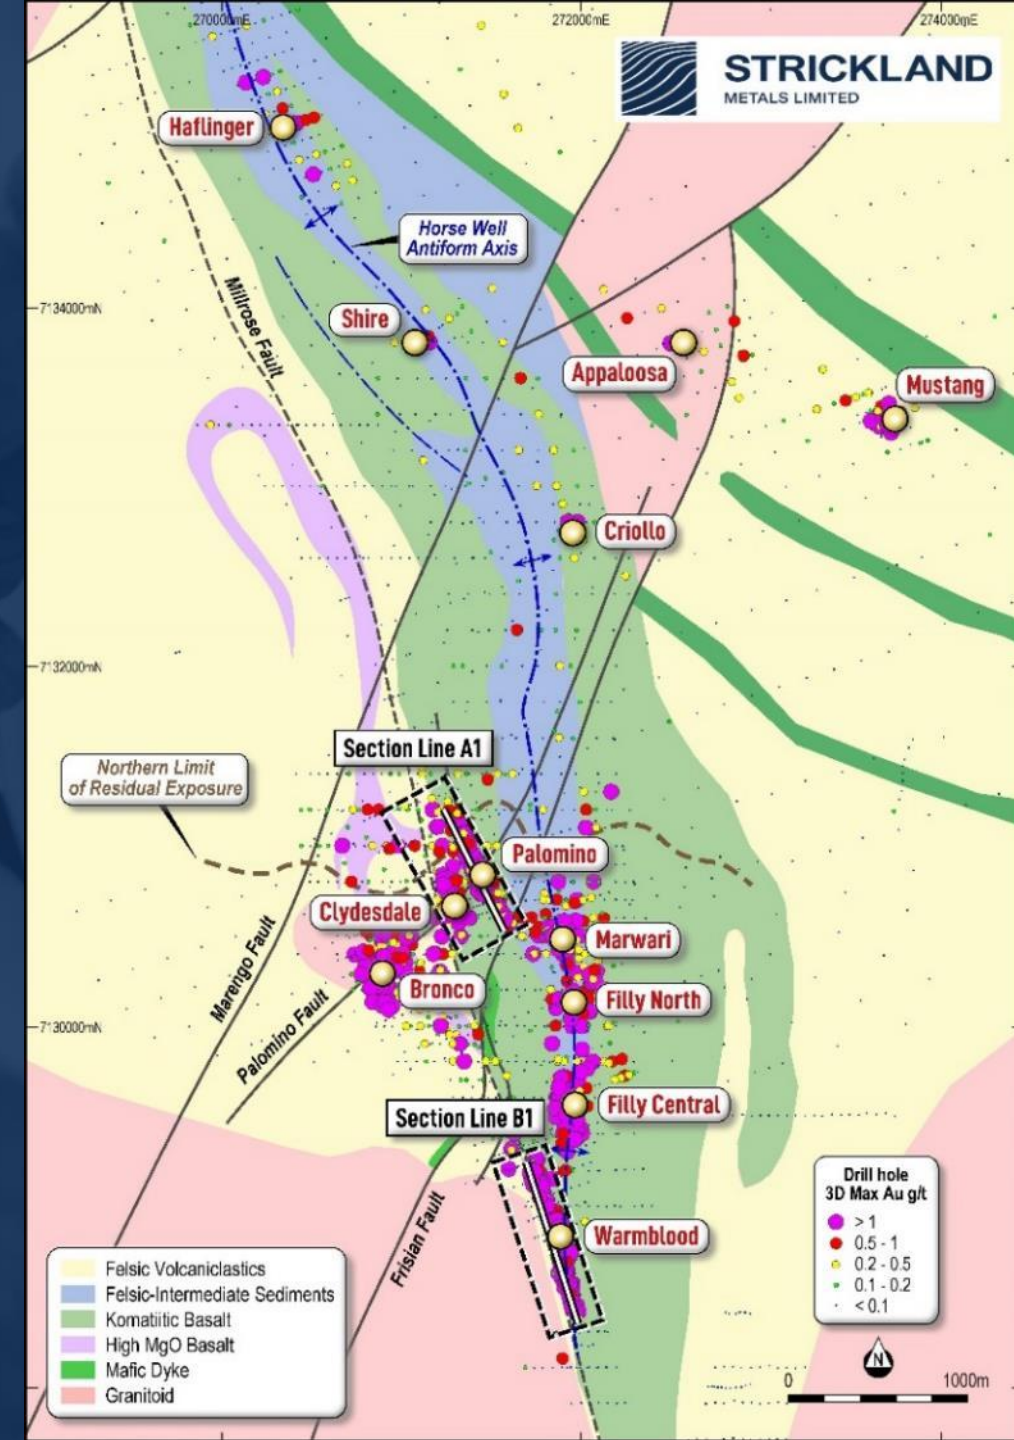 270000mE
272000mE
274000mE
STRICKLAND
METALS LIMITED
Haflinger
Horse Well
Antiform Axis
Millrose Fault
7134000mN
Shire
Appaloosa
Mustang
Criollo
7132000mN
Section Line A1
Northern Limit
of Residual Exposure
Palomino
Clydesdale
Marwari
Bronco
Filly North
Marengo Fault
Palomino Fault
7130000mN
Filly Central
Section Line B1
Frisian Fault
Warmblood
Drill hole
3D Max Au g/t
> 1
0.5 - 1
0.2 - 0.5
0.1 - 0.2
< 0.1
N
0 1000m
Felsic Volcaniclastics
Felsic-Intermediate Sediments
Komatiitic Basalt
High MgO Basalt
Mafic Dyke
Granitoid